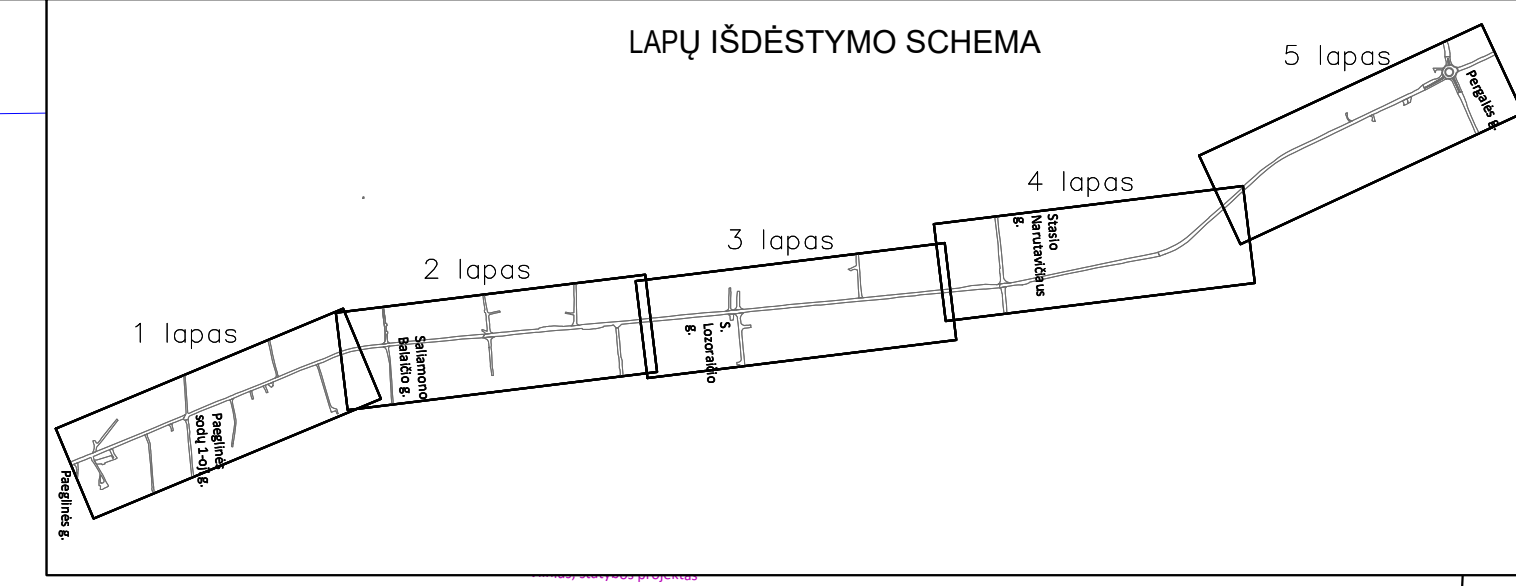 LAPŲ IŠDĖSTYMO SCHEMA
5 lapas
Pergalės g.
4 lapas
Stasio
Narutavičiaus
g.
3 lapas
S.
Lozoraičio
g.
2 lapas
Saliamono
Balaičio g.
1 lapas
Paeglinės
sodų 1-oji g.
Paeglinės g.